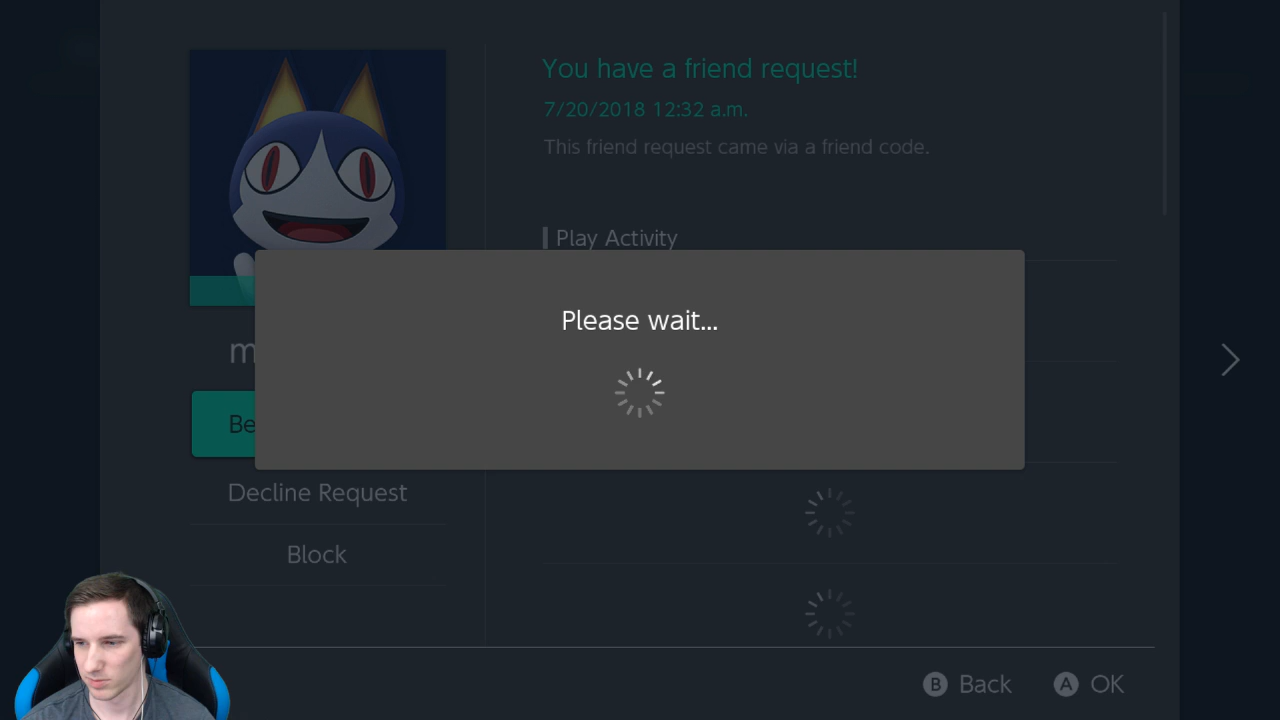 You have a friend request!
7/20/2018 12:32 a.m.
This friend request came via a friend code.
Play Activity
Please wait...
Decline Request
Block
B Back
A OK